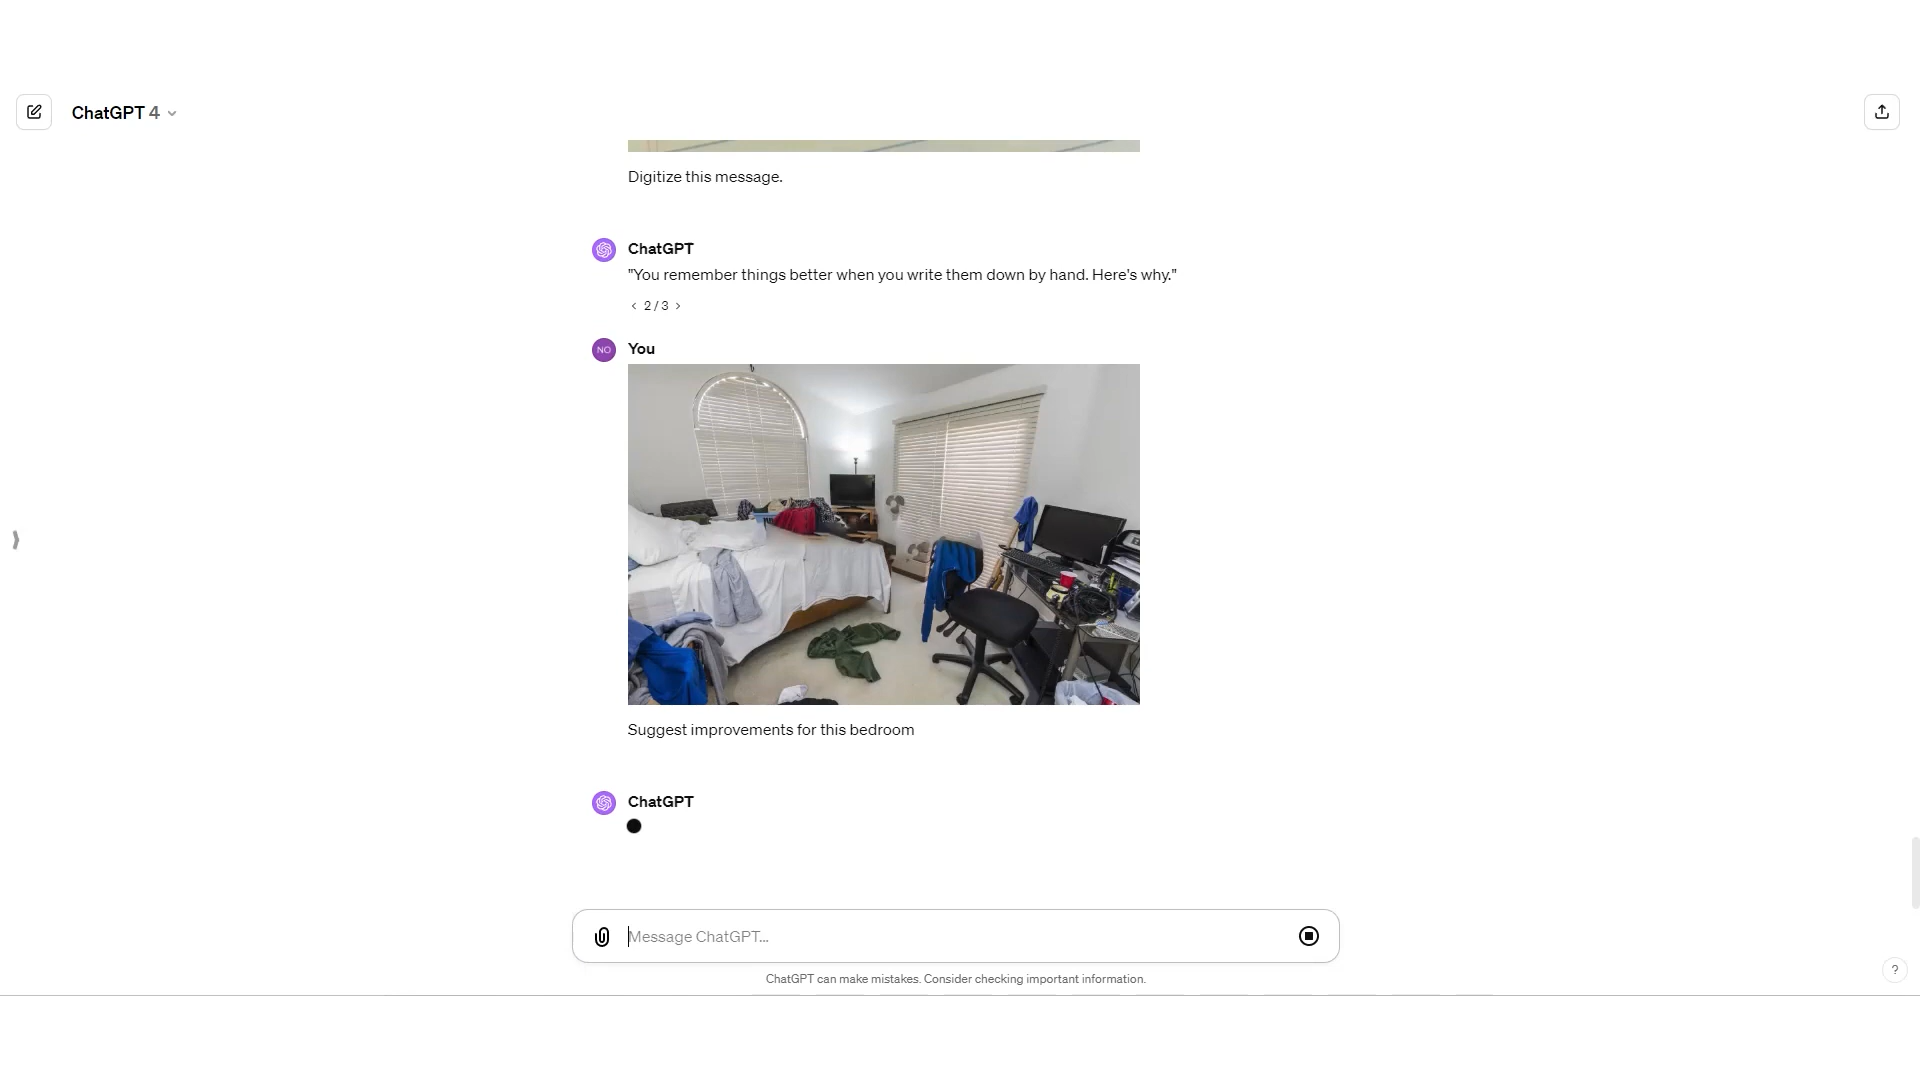 ChatGPT 4
Digitize this message.
ChatGPT
"You remember things better when you write them down by hand. Here's why."
2 / 3
NO
You
Suggest improvements for this bedroom
ChatGPT
Message ChatGPT...
ChatGPT can make mistakes. Consider checking important information.
?